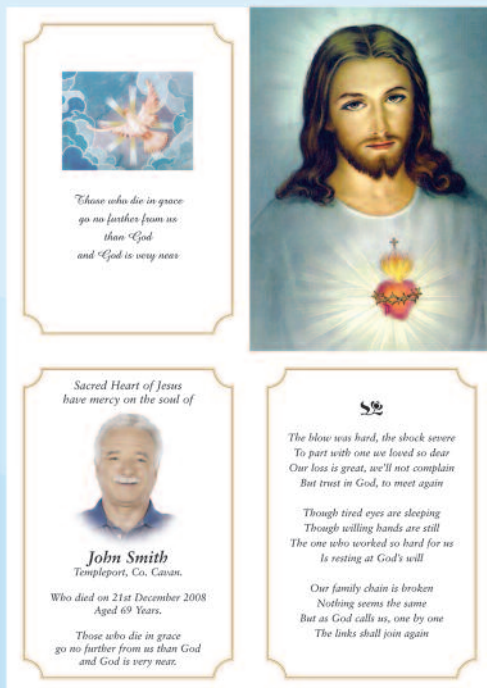 Those who die in grace
go no further from us
than God
and God is very near
Sacred Heart of Jesus
have mercy on the soul of
John Smith
Templeport, Co. Cavan.
Who died on 21st December 2008
Aged 69 Years.
Those who die in grace
go no further from us than God
and God is very near.
The blow was hard, the shock severe
To part with one we loved so dear
Our loss is great, we'll not complain
But trust in God, to meet again
Though tired eyes are sleeping
Though willing hands are still
The one who worked so hard for us
Is resting at God's will
Our family chain is broken
Nothing seems the same
But as God calls us, one by one
The links shall join again